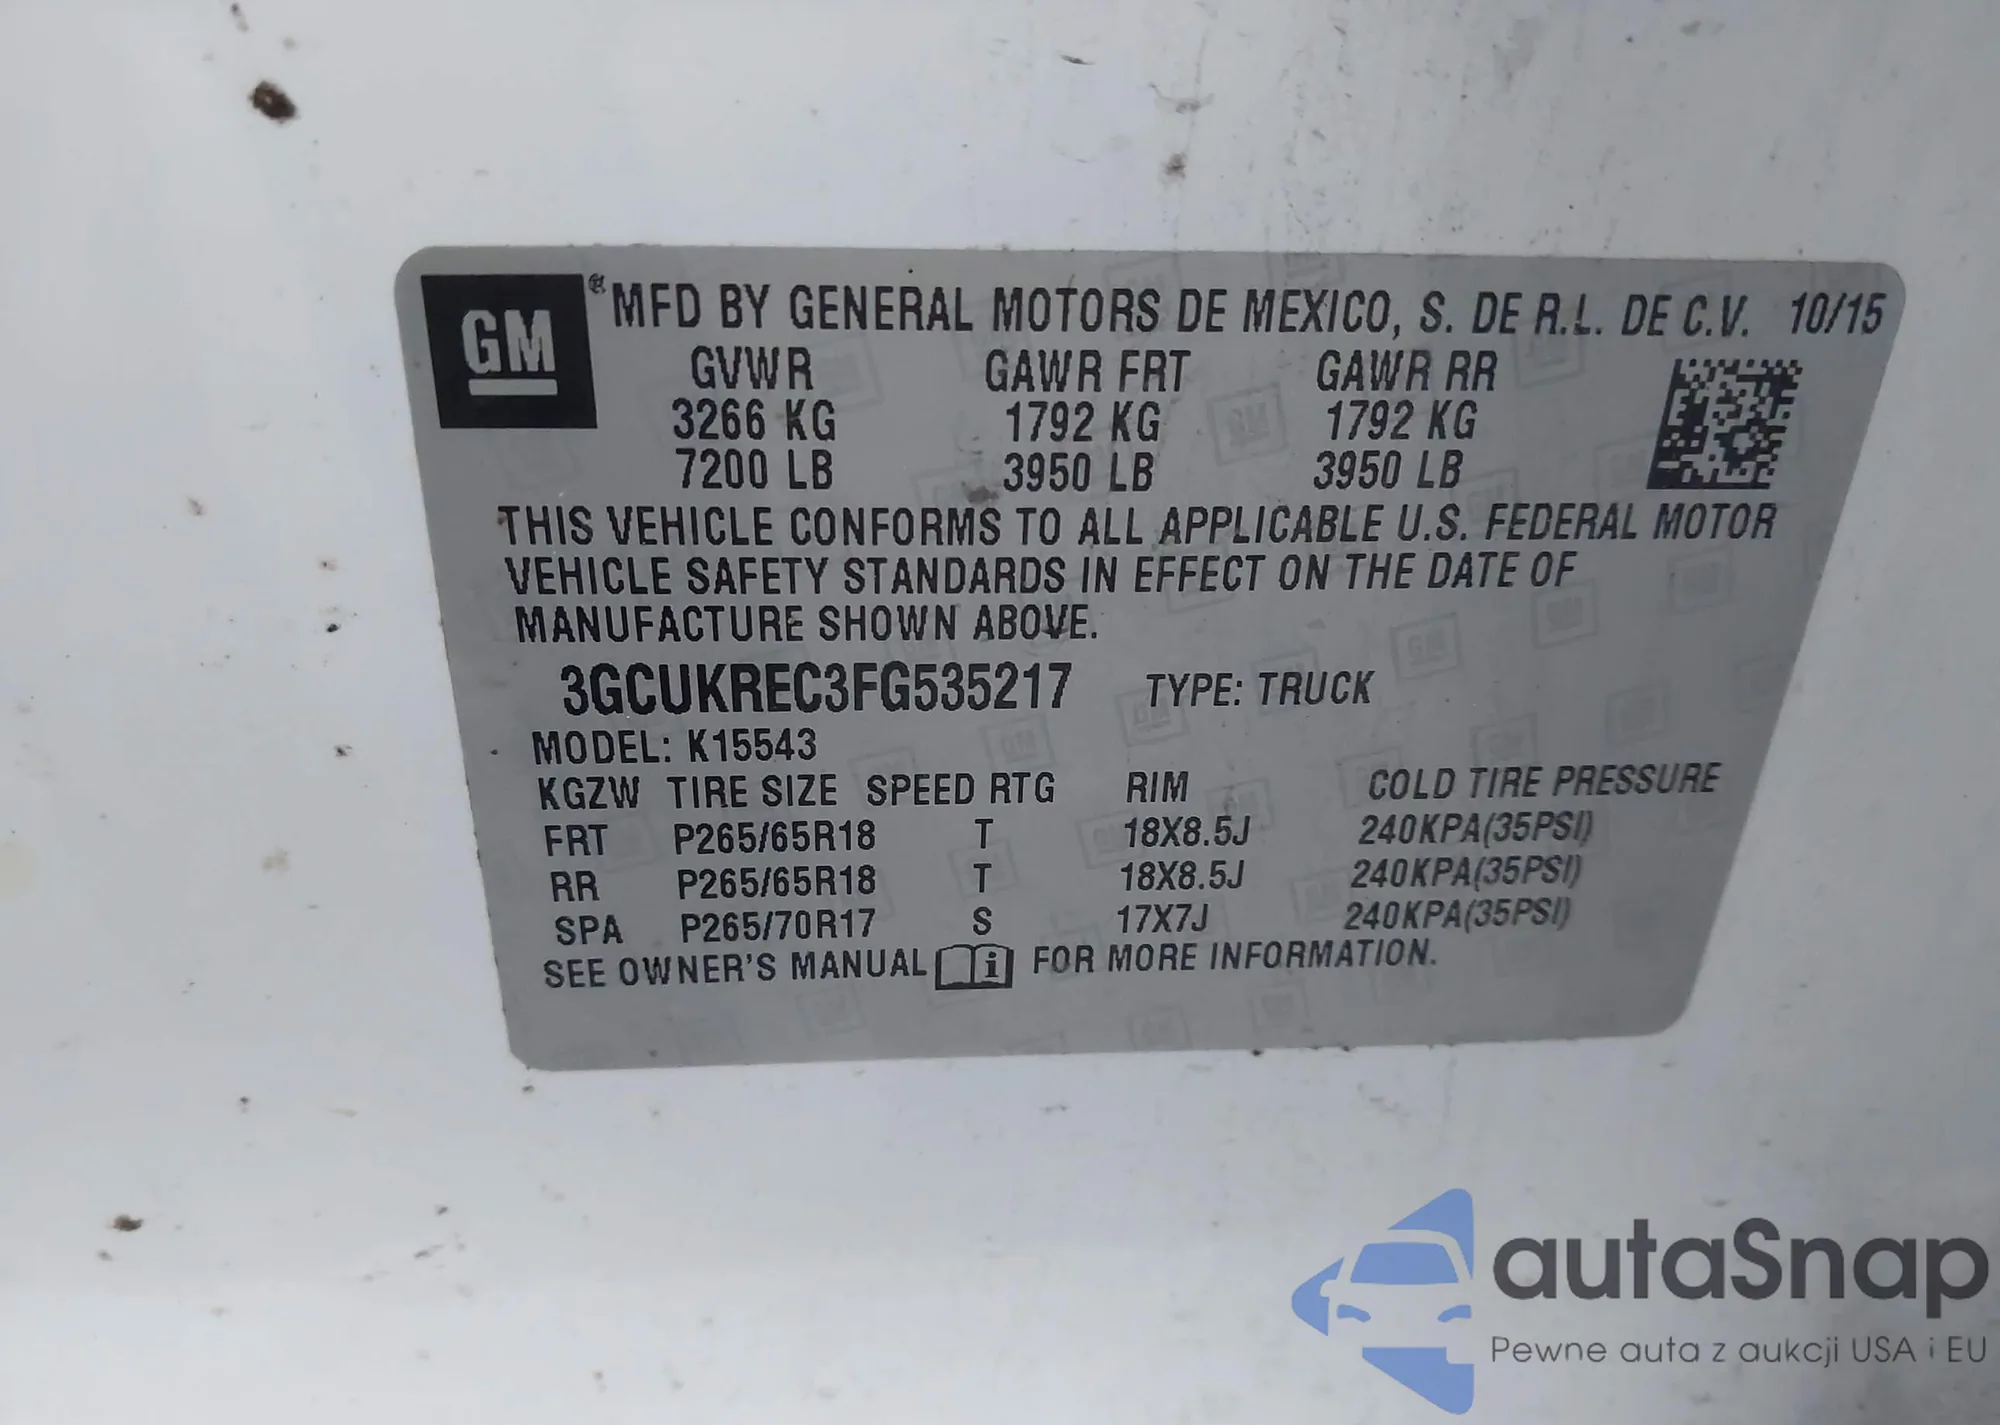 GM ® MFD BY GENERAL MOTORS DE MEXICO, S. DE R.L. DE C.V. 10/15
GVWR GAWR FRT GAWR RR
3266 KG 1792 KG 1792 KG
7200 LB 3950 LB 3950 LB
THIS VEHICLE CONFORMS TO ALL APPLICABLE U.S. FEDERAL MOTOR
VEHICLE SAFETY STANDARDS IN EFFECT ON THE DATE OF
MANUFACTURE SHOWN ABOVE.
3GCUKREC3FG535217 TYPE: TRUCK
MODEL: K15543
KGZW TIRE SIZE SPEED RTG RIM COLD TIRE PRESSURE
FRT P265/65R18 T 18X8.5J 240KPA(35PSI)
RR P265/65R18 T 18X8.5J 240KPA(35PSI)
SPA P265/70R17 S 17X7J 240KPA(35PSI)
SEE OWNER'S MANUAL i FOR MORE INFORMATION.
autaSnap
Pewne auta z aukcji USA i EU